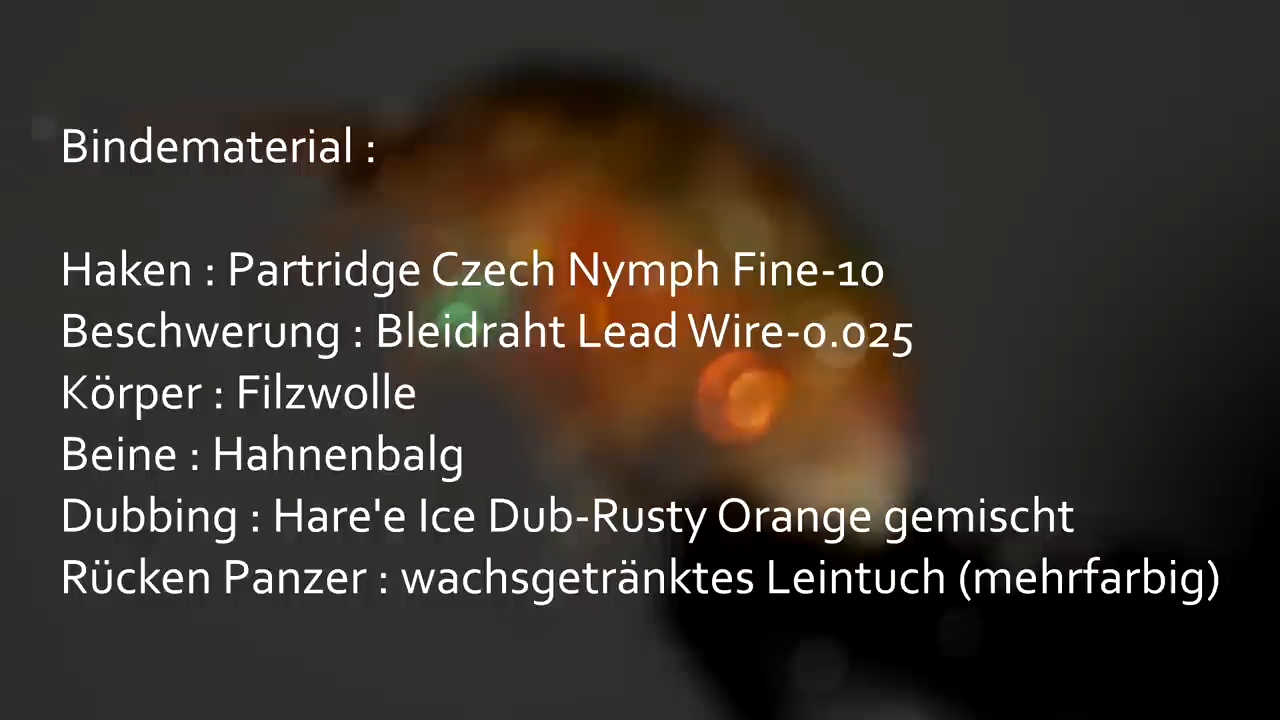 Bindematerial :
Haken : Partridge Czech Nymph Fine-10
Beschwerung : Bleidraht Lead Wire-0.025
Körper : Filzwolle
Beine : Hahnenbalg
Dubbing : Hare'e Ice Dub-Rusty Orange gemischt
Rücken Panzer : wachsgetränktes Leintuch (mehrfarbig)